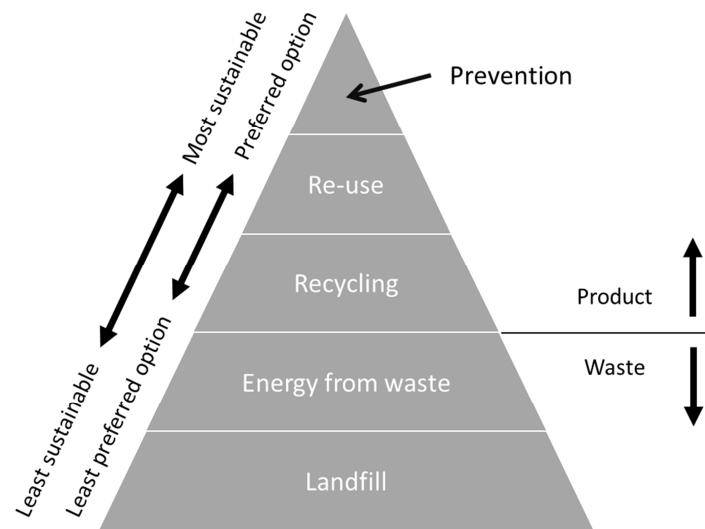 Most sustainable
Preferred option
Prevention
Re-use
Recycling
Product
Waste
Energy from waste
Landfill
Least sustainable
Least preferred option